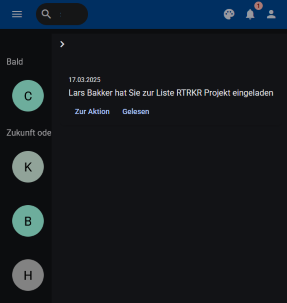 1
Bald
17.03.2025
Lars Bakker hat Sie zur Liste RTRKR Projekt eingeladen
Zur Aktion Gelesen
C
Zukunft ode
K
B
H